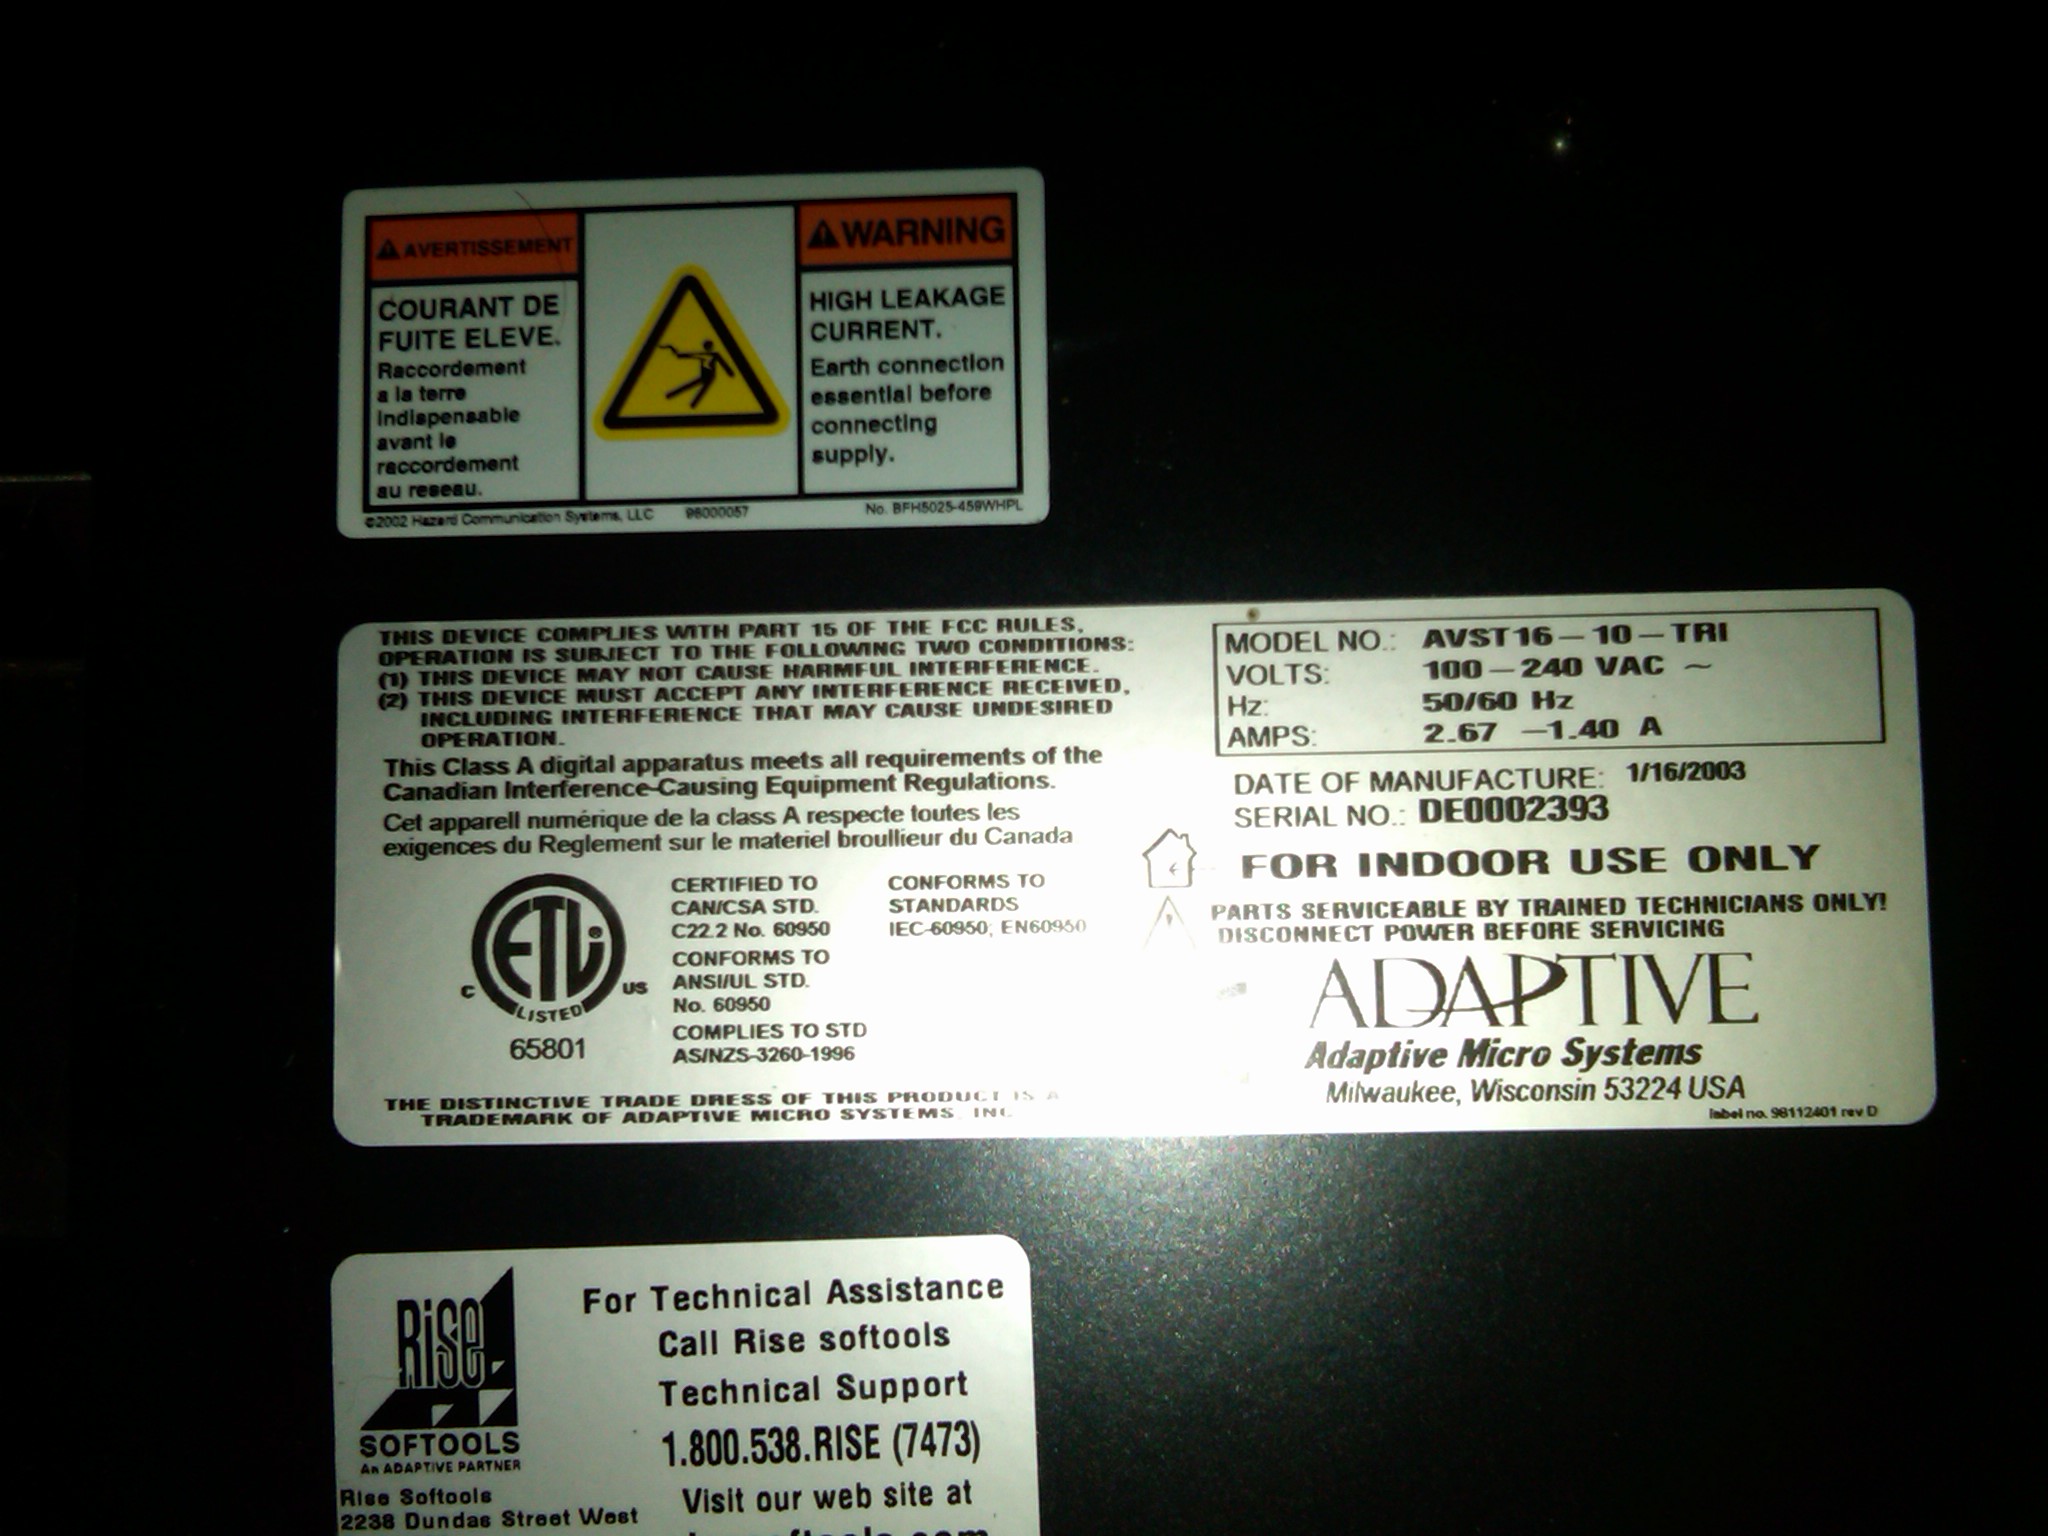 AVERTISSEMENT
COURANT DE
FUITE ELEVE.
Raccordement
a la terre
indispensable
avant le
raccordement
au reseau.
WARNING
HIGH LEAKAGE
CURRENT.
Earth connection
essential before
connecting
supply.
©2002 Hazard Communication Systems, LLC 98000057 No. BFH5025-459WHPL
THIS DEVICE COMPLIES WITH PART 15 OF THE FCC RULES,
OPERATION IS SUBJECT TO THE FOLLOWING TWO CONDITIONS:
(1) THIS DEVICE MAY NOT CAUSE HARMFUL INTERFERENCE.
(2) THIS DEVICE MUST ACCEPT ANY INTERFERENCE RECEIVED,
INCLUDING INTERFERENCE THAT MAY CAUSE UNDESIRED
OPERATION.
This Class A digital apparatus meets all requirements of the
Canadian Interference-Causing Equipment Regulations.
Cet apparell numérique de la class A respecte toutes les
exigences du Reglement sur le materiel broullieur du Canada
ETL®
LISTED
C US
65801
CERTIFIED TO
CAN/CSA STD.
C22.2 No. 60950
CONFORMS TO
ANSI/UL STD.
No. 60950
COMPLIES TO STD
AS/NZS-3260-1996
CONFORMS TO
STANDARDS
IEC-60950; EN60950
THE DISTINCTIVE TRADE DRESS OF THIS PRODUCT IS A
TRADEMARK OF ADAPTIVE MICRO SYSTEMS, INC.
MODEL NO.: AVST16-10-TRI
VOLTS: 100-240 VAC ~
Hz: 50/60 Hz
AMPS: 2.67 -1.40 A
DATE OF MANUFACTURE: 1/16/2003
SERIAL NO.: DE0002393
FOR INDOOR USE ONLY
PARTS SERVICEABLE BY TRAINED TECHNICIANS ONLY!
DISCONNECT POWER BEFORE SERVICING
ADAPTIVE
Adaptive Micro Systems
Milwaukee, Wisconsin 53224 USA
label no. 98112401 rev D
RiSe
SOFTOOLS
An ADAPTIVE PARTNER
Rise Softools
2238 Dundas Street West
For Technical Assistance
Call Rise softools
Technical Support
1.800.538.RISE (7473)
Visit our web site at